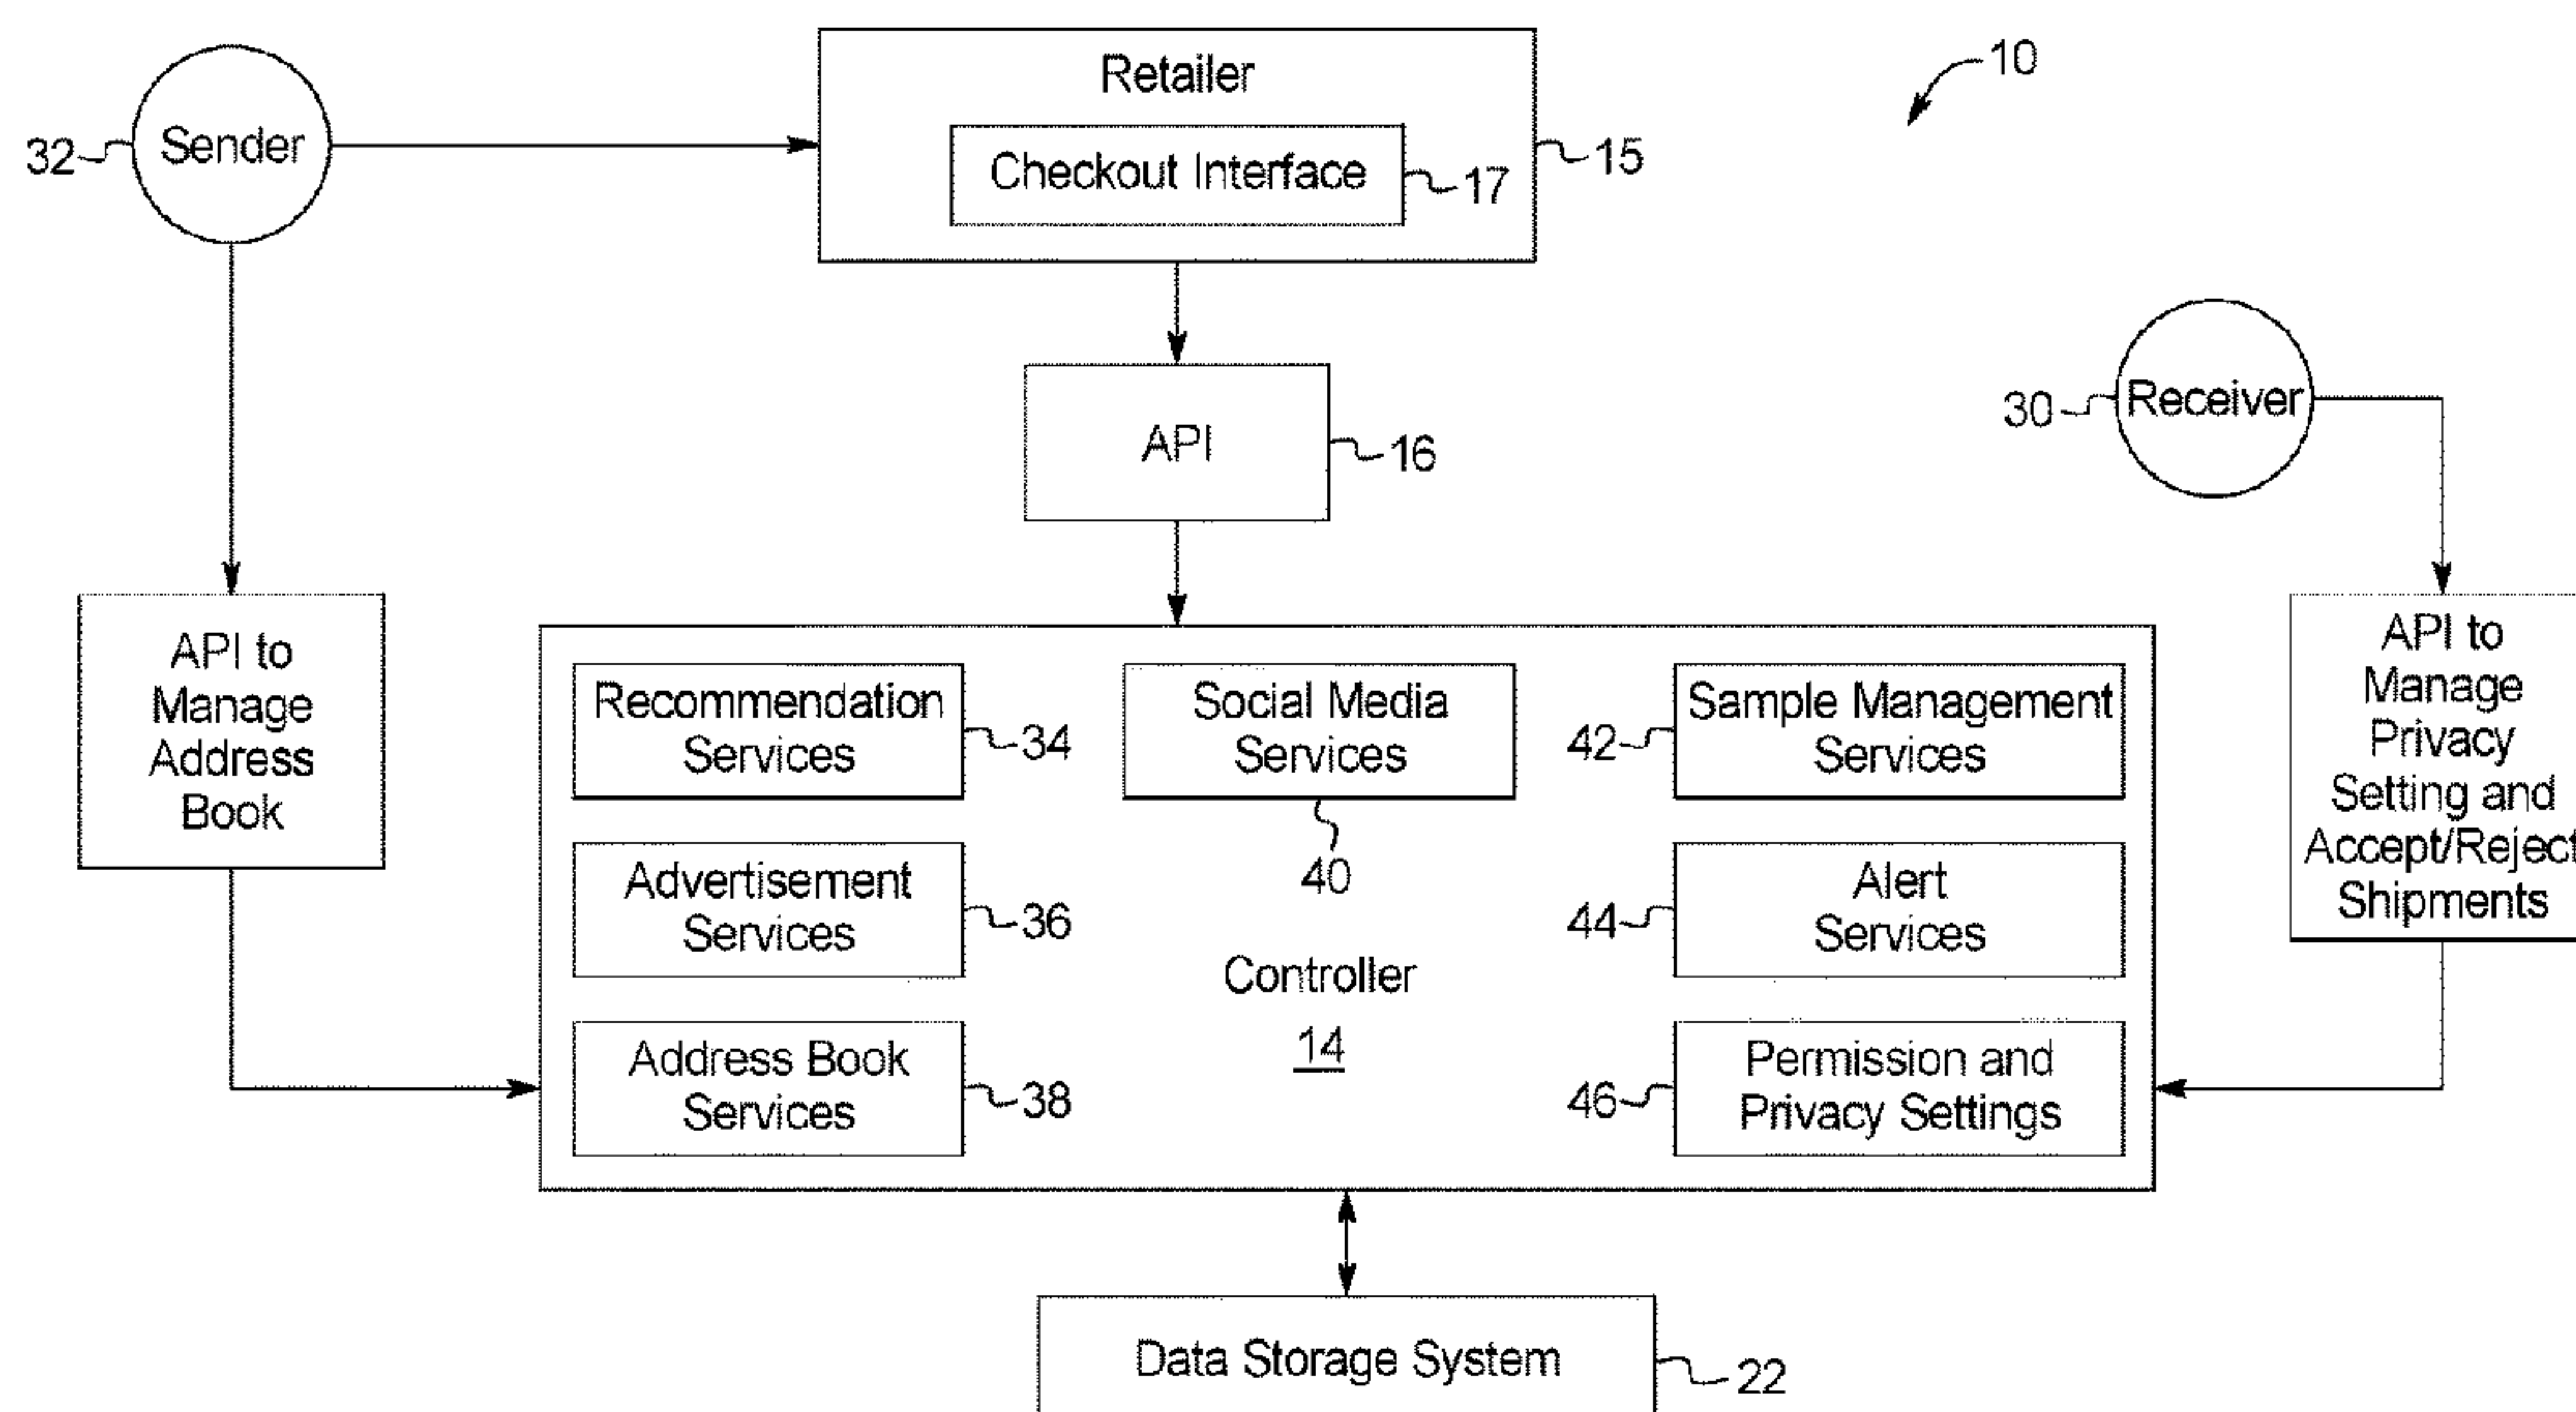 10
Retailer
Checkout Interface
17
15
32
Sender
API
16
30
Receiver
API to
Manage
Address
Book
Recommendation
Services
34
Social Media
Services
40
42
Sample Management
Services
Advertisement
Services
36
44
Alert
Services
Controller
14
Address Book
Services
38
46
Permission and
Privacy Settings
API to
Manage
Privacy
Setting and
Accept/Reject
Shipments
Data Storage System
22